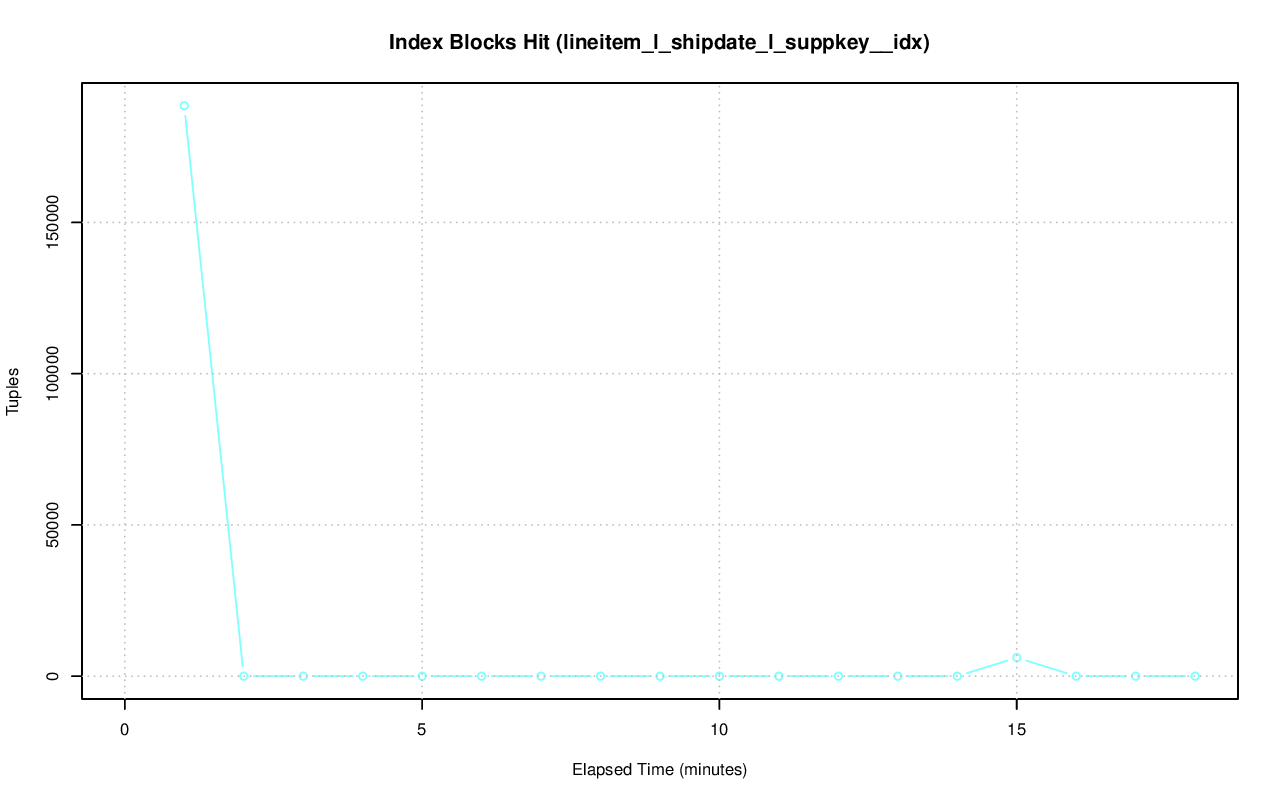 Index Blocks Hit (lineitem_l_shipdate_l_suppkey__idx)
Tuples
150000
100000
50000
0
0 5 10 15
Elapsed Time (minutes)